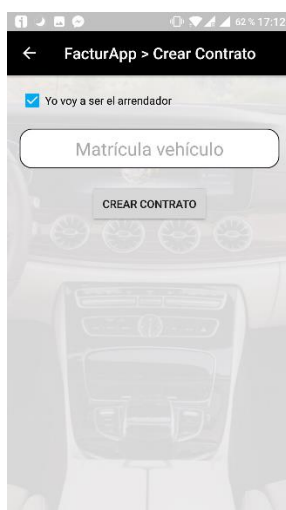 62 % 17:12
FacturApp > Crear Contrato
Yo voy a ser el arrendador
Matrícula vehículo
CREAR CONTRATO